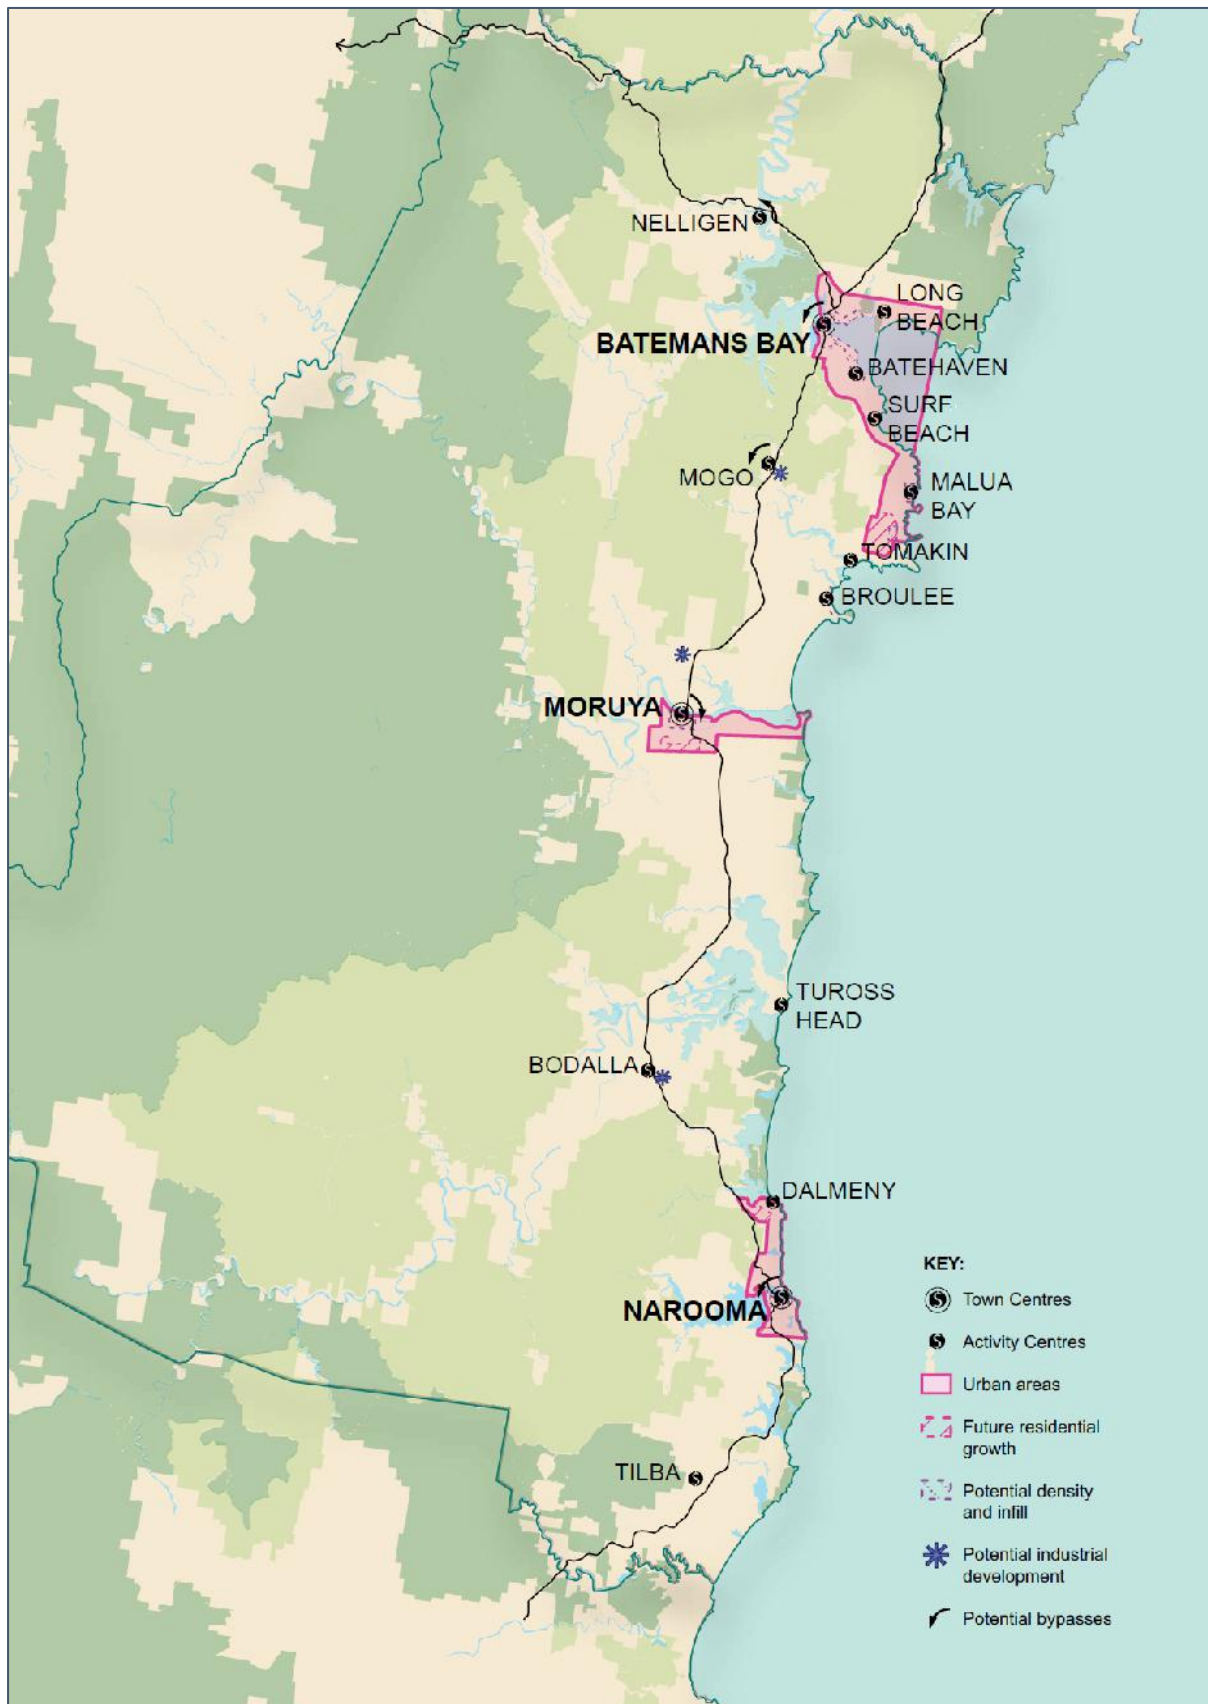 NELLIGEN
LONG
BEACH
BATEMANS BAY
BATEHAVEN
SURF
BEACH
MOGO
MALUA
BAY
TOMAKIN
BROULEE
MORUYA
TUROSS
HEAD
BODALLA
DALMENY
NAROOMA
TILBA
KEY:
S Town Centres
S Activity Centres
Urban areas
Future residential
growth
Potential density
and infill
Potential industrial
development
Potential bypasses